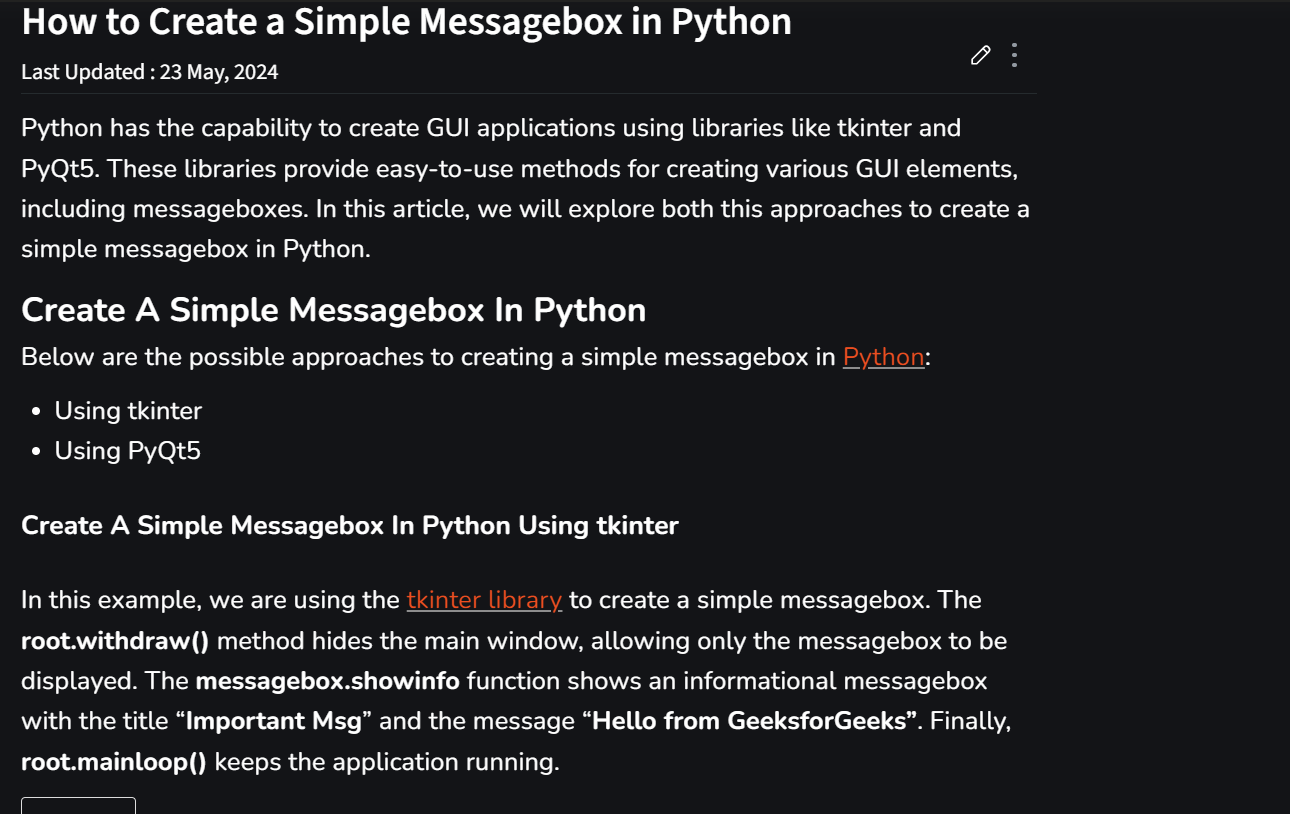 How to Create a Simple Messagebox in Python
Last Updated : 23 May, 2024
Python has the capability to create GUI applications using libraries like tkinter and
PyQt5. These libraries provide easy-to-use methods for creating various GUI elements,
including messageboxes. In this article, we will explore both this approaches to create a
simple messagebox in Python.
Create A Simple Messagebox In Python
Below are the possible approaches to creating a simple messagebox in Python:
• Using tkinter
• Using PyQt5
Create A Simple Messagebox In Python Using tkinter
In this example, we are using the tkinter library to create a simple messagebox. The
root.withdraw() method hides the main window, allowing only the messagebox to be
displayed. The messagebox.showinfo function shows an informational messagebox
with the title “Important Msg” and the message “Hello from GeeksforGeeks”. Finally,
root.mainloop() keeps the application running.